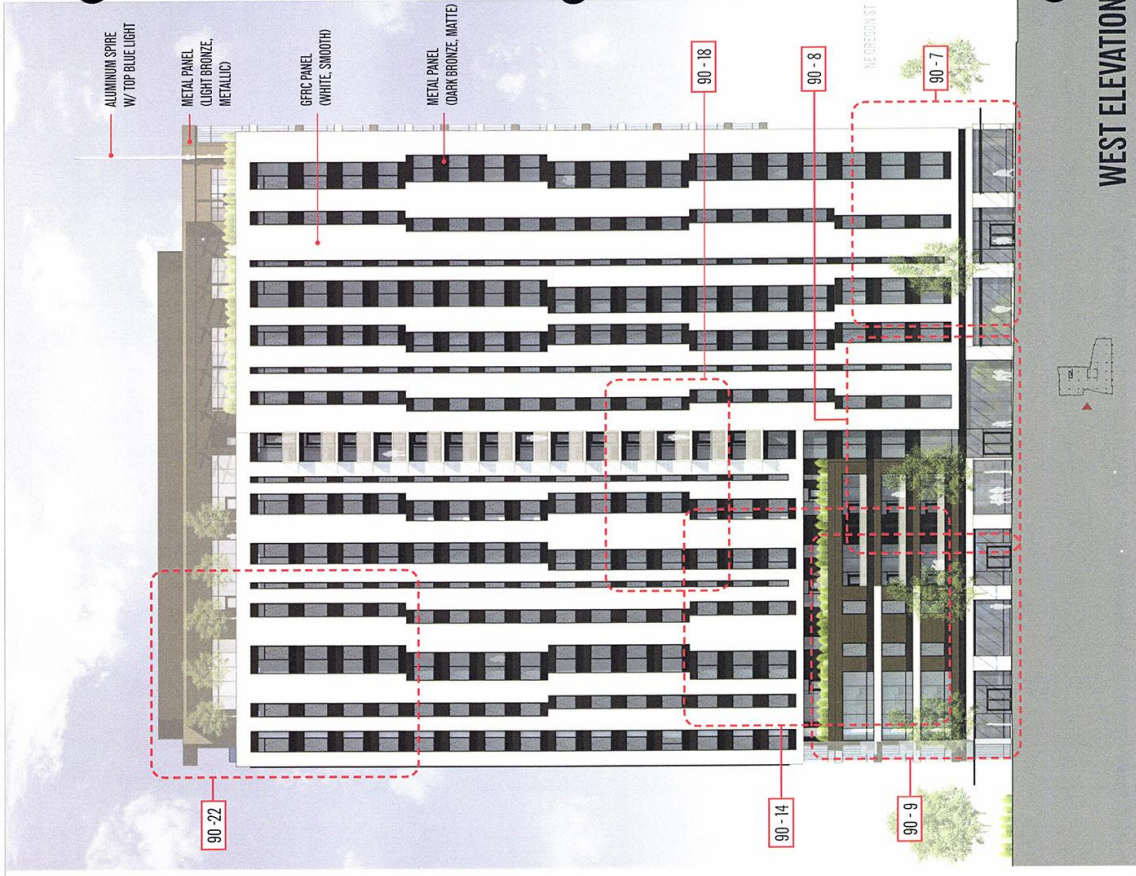 ALUMINUM SPIRE
W/ TOP BLUE LIGHT
METAL PANEL
(LIGHT BRONZE,
METALLIC)
GFRC PANEL
(WHITE, SMOOTH)
METAL PANEL
(DARK BRONZE, MATTE)
90 - 18
90 - 8
NE OREGON ST
90 - 7
90 -22
90 - 14
90 - 9
WEST ELEVATION